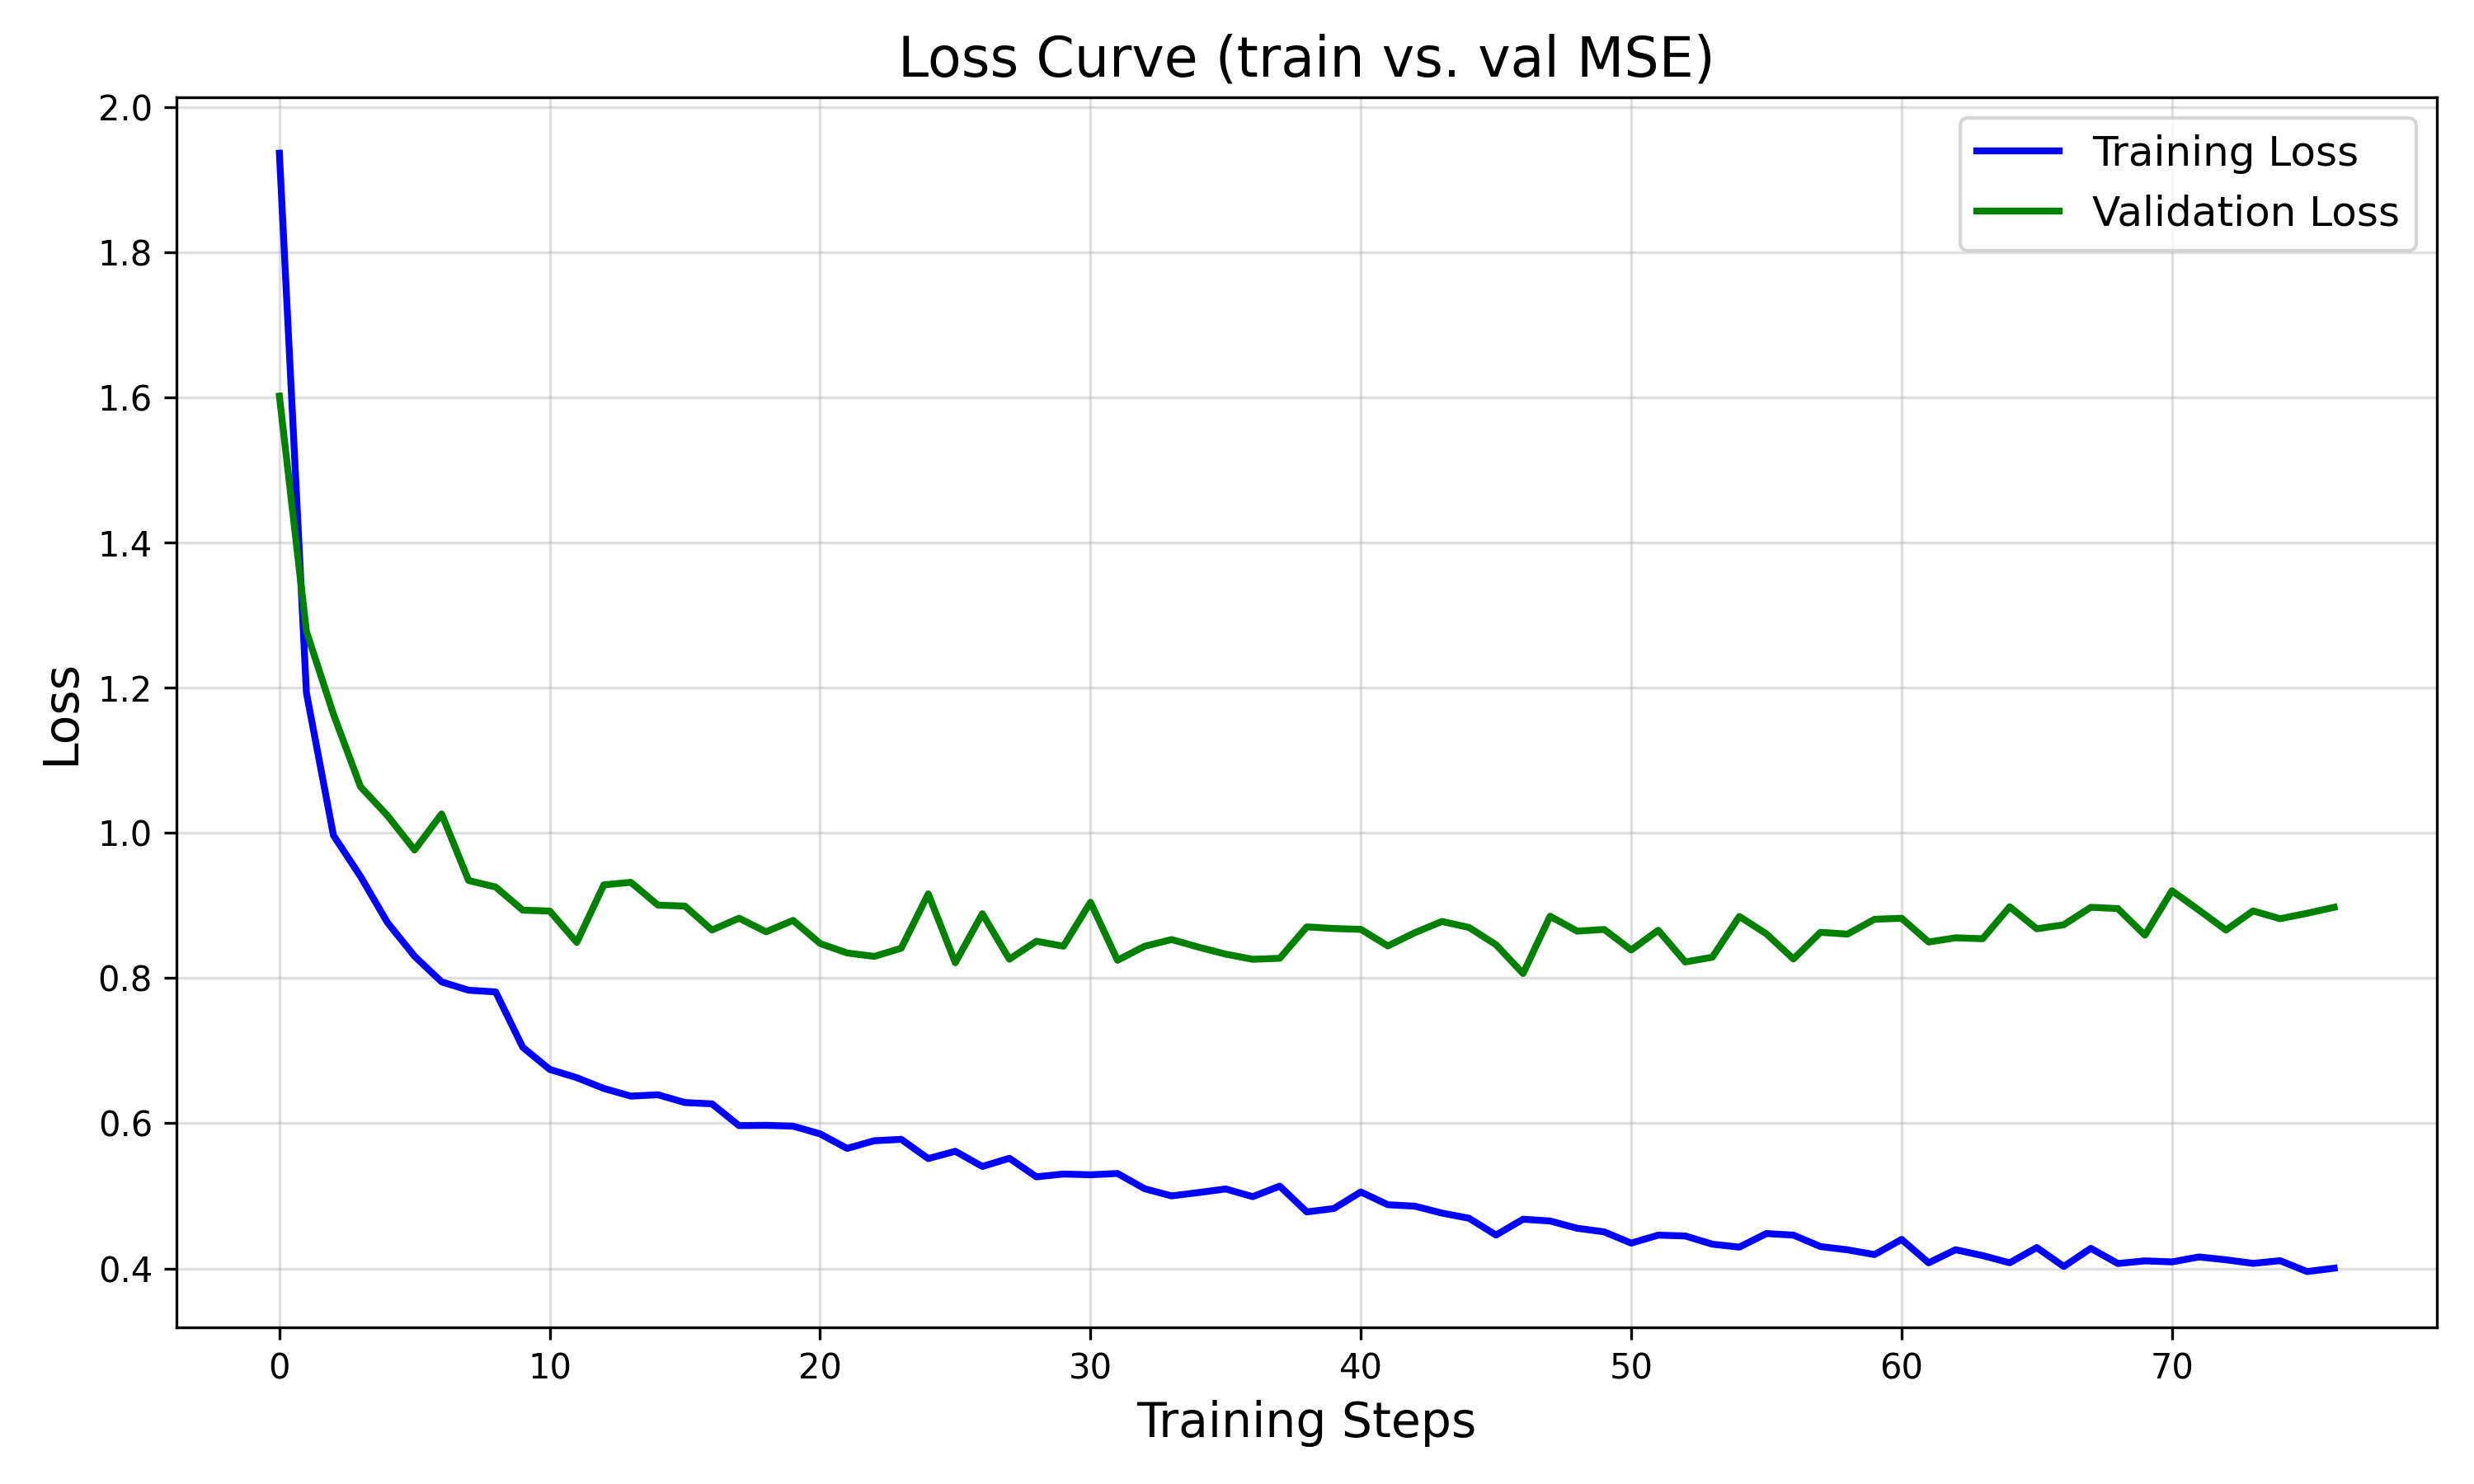 Loss Curve (train vs. val MSE)
Training Loss
Validation Loss
Loss
2.0
1.8
1.6
1.4
1.2
1.0
0.8
0.6
0.4
0 10 20 30 40 50 60 70
Training Steps